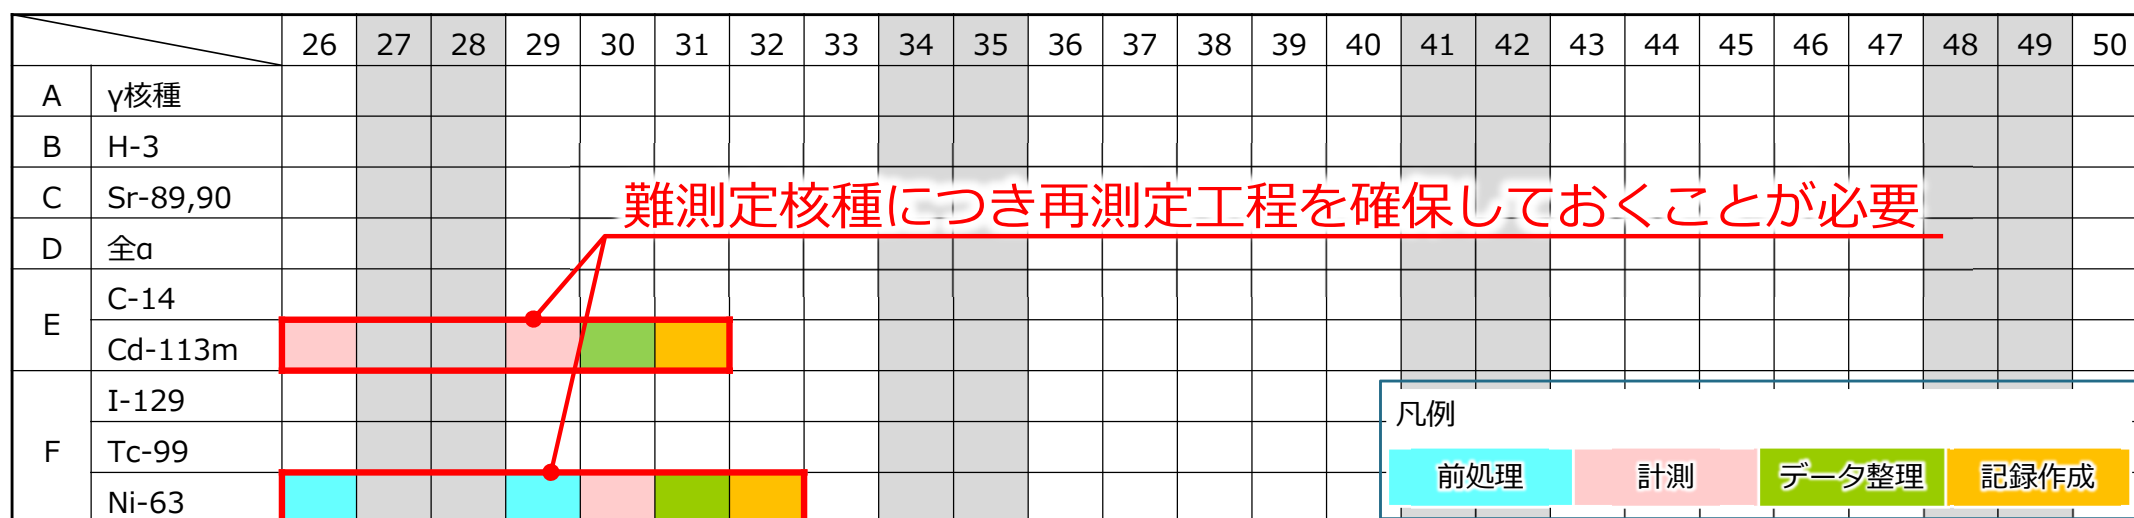 26 27 28 29 30 31 32 33 34 35 36 37 38 39 40 41 42 43 44 45 46 47 48 49 50
A γ核種
B H-3
C Sr-89,90
難測定核種につき再測定工程を確保しておくことが必要
D 全α
E C-14
Cd-113m
F I-129
Tc-99
Ni-63
凡例
前処理 計測 データ整理 記録作成